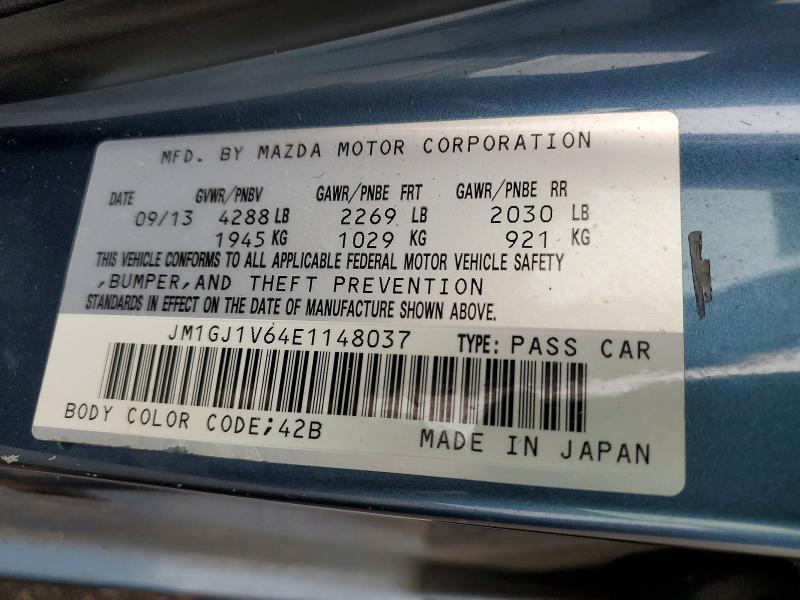 MFD. BY MAZDA MOTOR CORPORATION
DATE GVWR/PNBV GAWR/PNBE FRT GAWR/PNBE RR
09/13 4288 LB 2269 LB 2030 LB
1945 KG 1029 KG 921 KG
THIS VEHICLE CONFORMS TO ALL APPLICABLE FEDERAL MOTOR VEHICLE SAFETY
,BUMPER,AND THEFT PREVENTION
STANDARDS IN EFFECT ON THE DATE OF MANUFACTURE SHOWN ABOVE.
JM1GJ1V64E1148037 TYPE: PASS CAR
BODY COLOR CODE;42B
MADE IN JAPAN